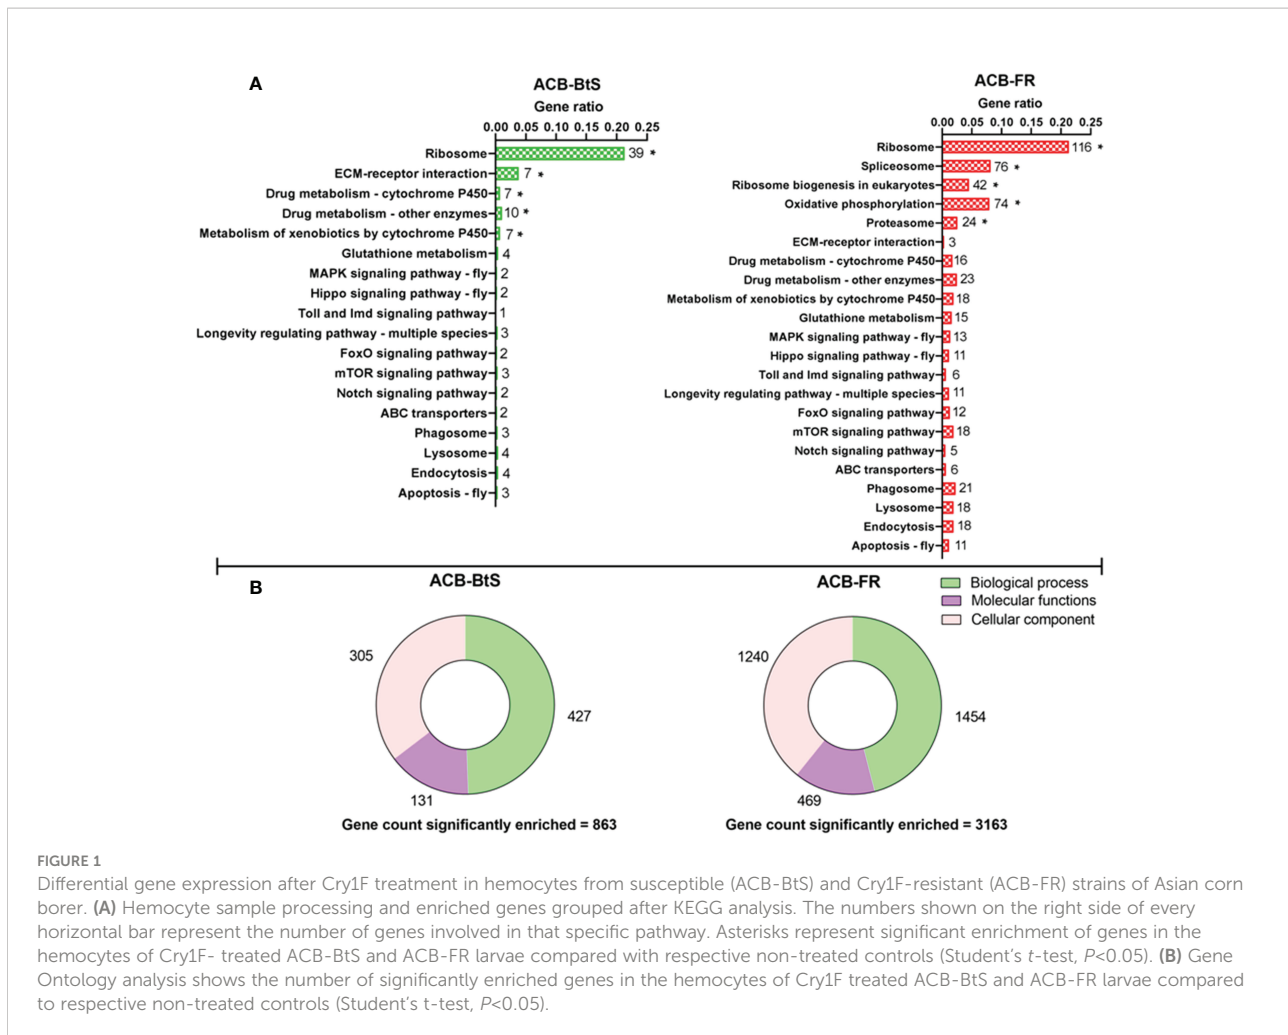 A
ACB-BtS
Gene ratio
0.00 0.05 0.10 0.15 0.20 0.25
Ribosome 39 *
ECM-receptor interaction 7 *
Drug metabolism - cytochrome P450 7 *
Drug metabolism - other enzymes 10 *
Metabolism of xenobiotics by cytochrome P450 7 *
Glutathione metabolism 4
MAPK signaling pathway - fly 2
Hippo signaling pathway - fly 2
Toll and Imd signaling pathway 1
Longevity regulating pathway - multiple species 3
FoxO signaling pathway 2
mTOR signaling pathway 3
Notch signaling pathway 2
ABC transporters 2
Phagosome 3
Lysosome 4
Endocytosis 4
Apoptosis - fly 3
ACB-FR
Gene ratio
0.00 0.05 0.10 0.15 0.20 0.25
Ribosome 116 *
Spliceosome 76 *
Ribosome biogenesis in eukaryotes 42 *
Oxidative phosphorylation 74 *
Proteasome 24 *
ECM-receptor interaction 3
Drug metabolism - cytochrome P450 16
Drug metabolism - other enzymes 23
Metabolism of xenobiotics by cytochrome P450 18
Glutathione metabolism 15
MAPK signaling pathway - fly 13
Hippo signaling pathway - fly 11
Toll and Imd signaling pathway 6
Longevity regulating pathway - multiple species 11
FoxO signaling pathway 12
mTOR signaling pathway 18
Notch signaling pathway 5
ABC transporters 6
Phagosome 21
Lysosome 18
Endocytosis 18
Apoptosis - fly 11
B
ACB-BtS
305
427
131
Gene count significantly enriched = 863
ACB-FR
1240
1454
469
Gene count significantly enriched = 3163
Biological process
Molecular functions
Cellular component
FIGURE 1
Differential gene expression after Cry1F treatment in hemocytes from susceptible (ACB-BtS) and Cry1F-resistant (ACB-FR) strains of Asian corn
borer. (A) Hemocyte sample processing and enriched genes grouped after KEGG analysis. The numbers shown on the right side of every
horizontal bar represent the number of genes involved in that specific pathway. Asterisks represent significant enrichment of genes in the
hemocytes of Cry1F- treated ACB-BtS and ACB-FR larvae compared with respective non-treated controls (Student's t-test, P<0.05). (B) Gene
Ontology analysis shows the number of significantly enriched genes in the hemocytes of Cry1F treated ACB-BtS and ACB-FR larvae compared
to respective non-treated controls (Student's t-test, P<0.05).